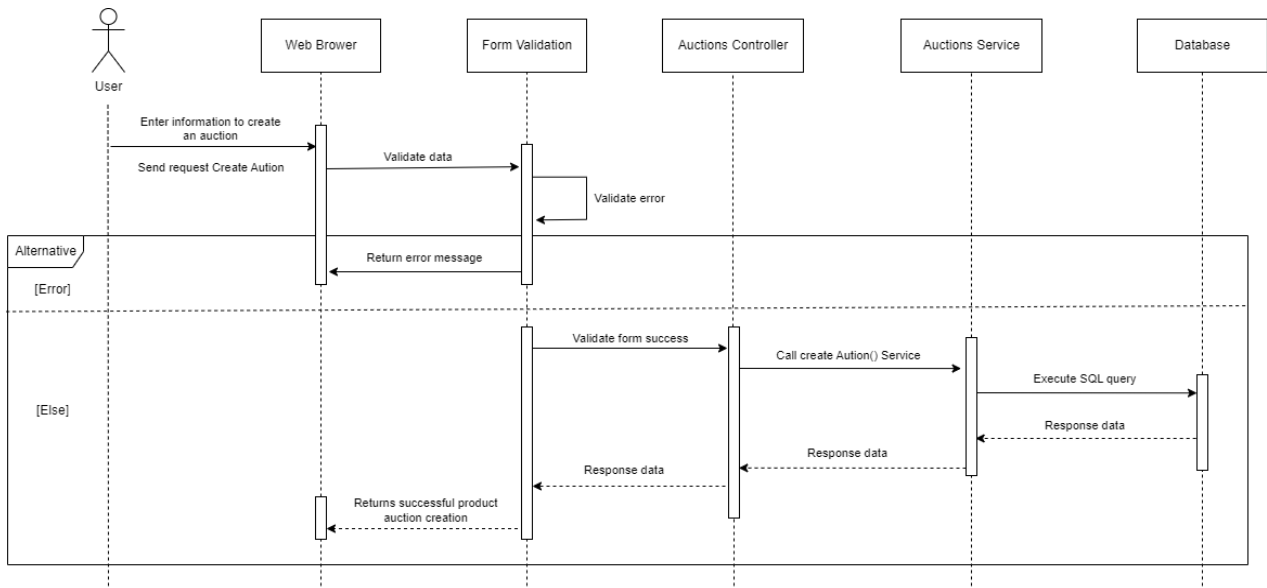 Web Brower
Form Validation
Auctions Controller
Auctions Service
Database
User
Enter information to create
an auction
Send request Create Aution
Validate data
Validate error
Alternative
Return error message
[Error]
Validate form success
Call create Aution() Service
Execute SQL query
[Else]
Response data
Response data
Response data
Returns successful product
auction creation